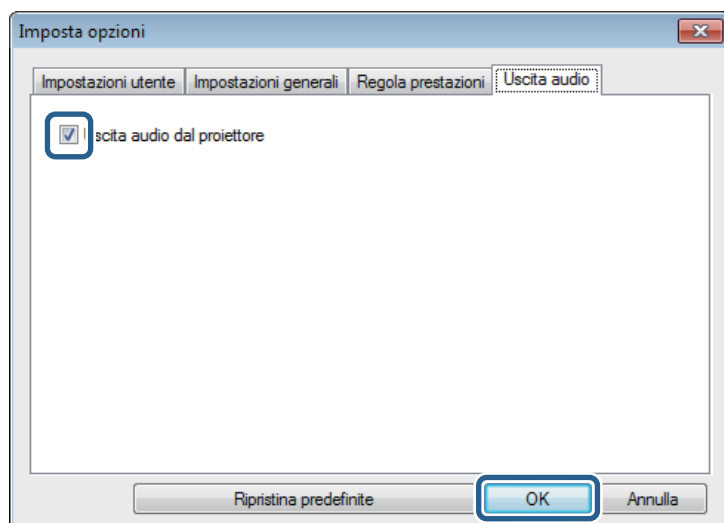 Imposta opzioni
Impostazioni utente Impostazioni generali Regola prestazioni Uscita audio
Uscita audio dal proiettore
Ripristina predefinite OK Annulla